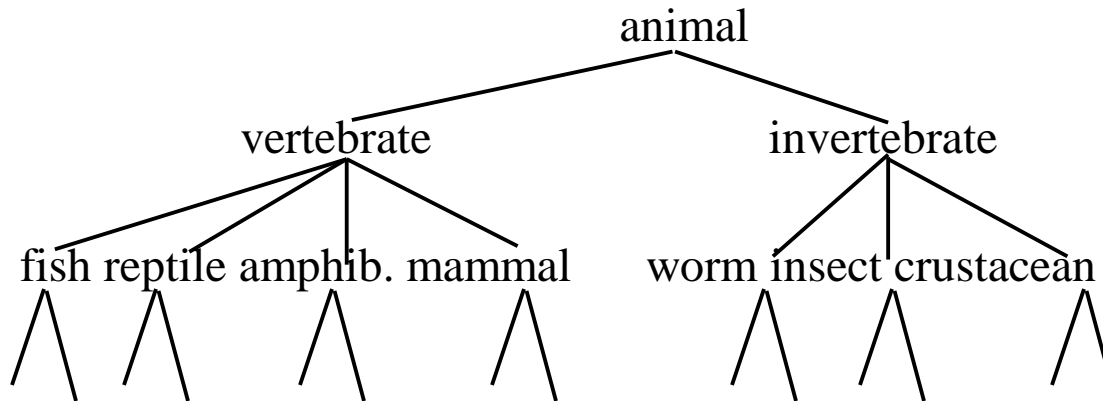 animal
vertebrate invertebrate
fish reptile amphib. mammal worm insect crustacean